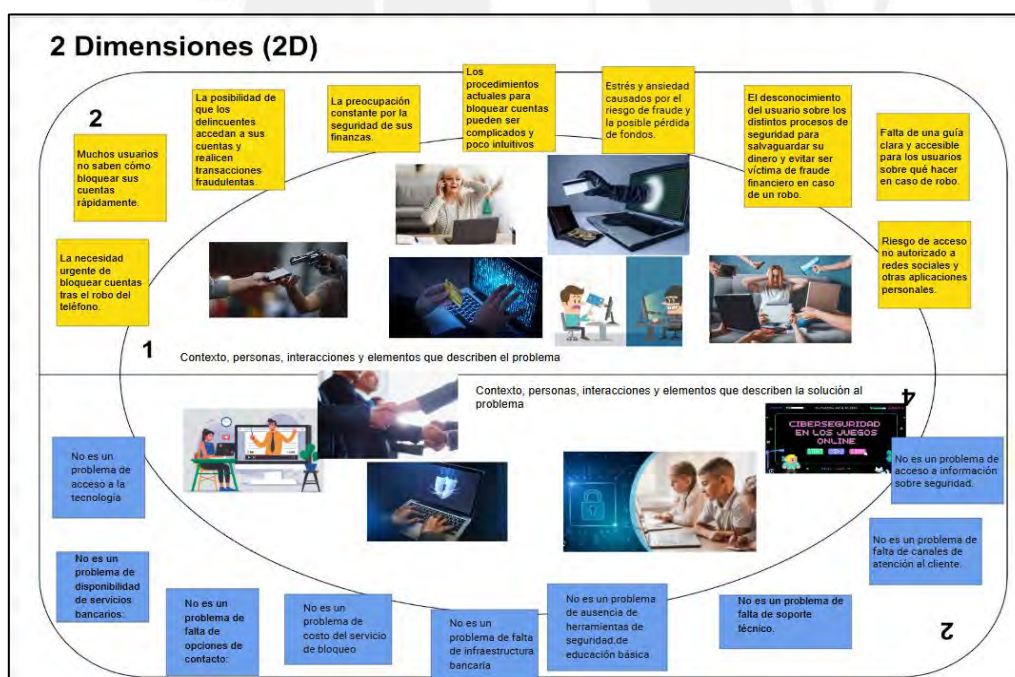 2 Dimensiones (2D)
2
Muchos usuarios
no saben cómo
bloquear sus
cuentas
rápidamente.
La posibilidad de
que los
delincuentes
accedan a sus
cuentas y
realicen
transacciones
fraudulentas.
La preocupación
constante por la
seguridad de sus
finanzas.
Los
procedimientos
actuales para
bloquear cuentas
pueden ser
complicados y
poco intuitivos
Estrés y ansiedad
causados por el
riesgo de fraude y
la posible pérdida
de fondos.
El desconocimiento
del usuario sobre los
distintos procesos de
seguridad para
salvaguardar su
dinero y evitar ser
víctima de fraude
financiero en caso
de un robo.
Falta de una guía
clara y accesible
para los usuarios
sobre qué hacer
en caso de robo.
La necesidad
urgente de
bloquear cuentas
tras el robo del
teléfono.
Riesgo de acceso
no autorizado a
redes sociales y
otras aplicaciones
personales.
1
Contexto, personas, interacciones y elementos que describen el problema
Contexto, personas, interacciones y elementos que describen la solución al
problema
4
CIBERSEGURIDAD
EN LOS JUEGOS
ONLINE
No es un
problema de
acceso a la
tecnología
No es un problema de
acceso a información
sobre seguridad.
No es un problema de
falta de canales de
atención al cliente.
No es un
problema de
disponibilidad
de servicios
bancarios:
No es un
problema de
falta de
opciones de
contacto:
No es un
problema de
costo del servicio
de bloqueo
No es un
problema de falta
de infraestructura
bancaria
No es un problema
de ausencia de
herramientas de
seguridad.de
educación básica
No es un problema de
falta de soporte
técnico.
2